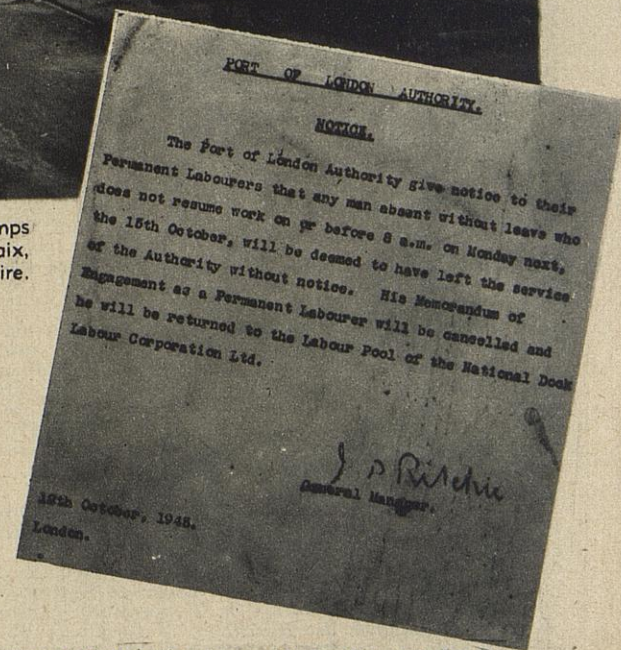 PORT OF LONDON AUTHORITY.
NOTICE.
The Port of London Authority give notice to their
Permanent Labourers that any man absent without leave who
does not resume work on or before 8 a.m. on Monday next,
the 15th October, will be deemed to have left the service
of the Authority without notice. His Memorandum of
Engagement as a Permanent Labourer will be cancelled and
he will be returned to the Labour Pool of the National Dock
Labour Corporation Ltd.
J D Ritchie
General Manager.
12th October, 1945.
London.
mps
aix,
ire.